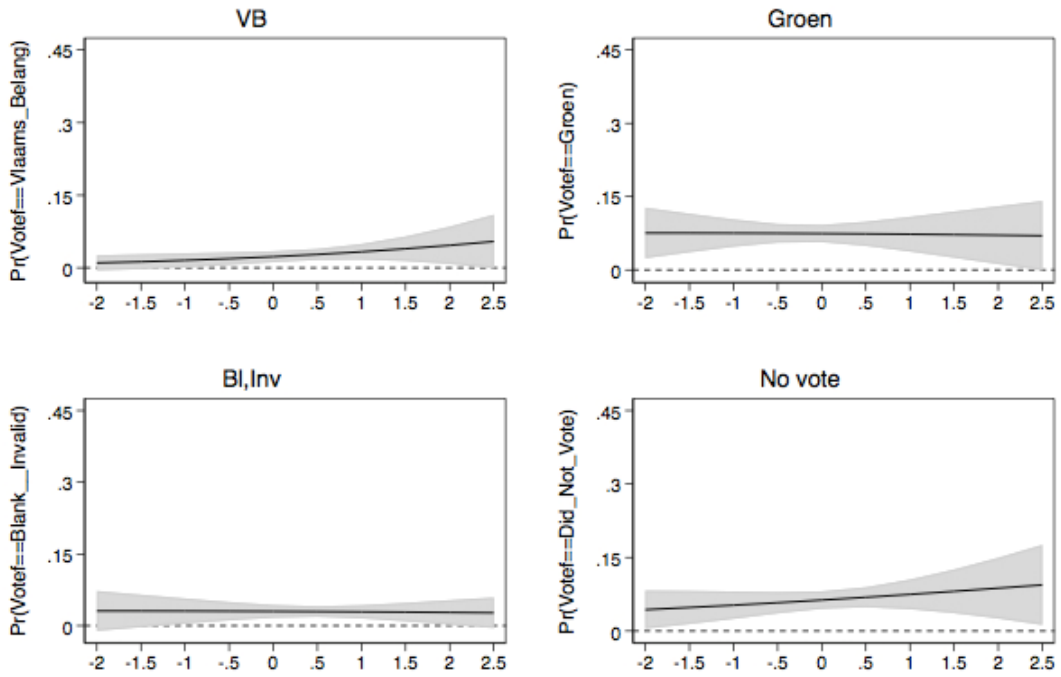 VB
Pr(Votef==Vlaams_Belang)
.45
.3
.15
0
-2 -1.5 -1 -.5 0 .5 1 1.5 2 2.5
Groen
Pr(Votef==Groen)
.45
.3
.15
0
-2 -1.5 -1 -.5 0 .5 1 1.5 2 2.5
Bl,Inv
Pr(Votef==Blank__Invalid)
.45
.3
.15
0
-2 -1.5 -1 -.5 0 .5 1 1.5 2 2.5
No vote
Pr(Votef==Did_Not_Vote)
.45
.3
.15
0
-2 -1.5 -1 -.5 0 .5 1 1.5 2 2.5